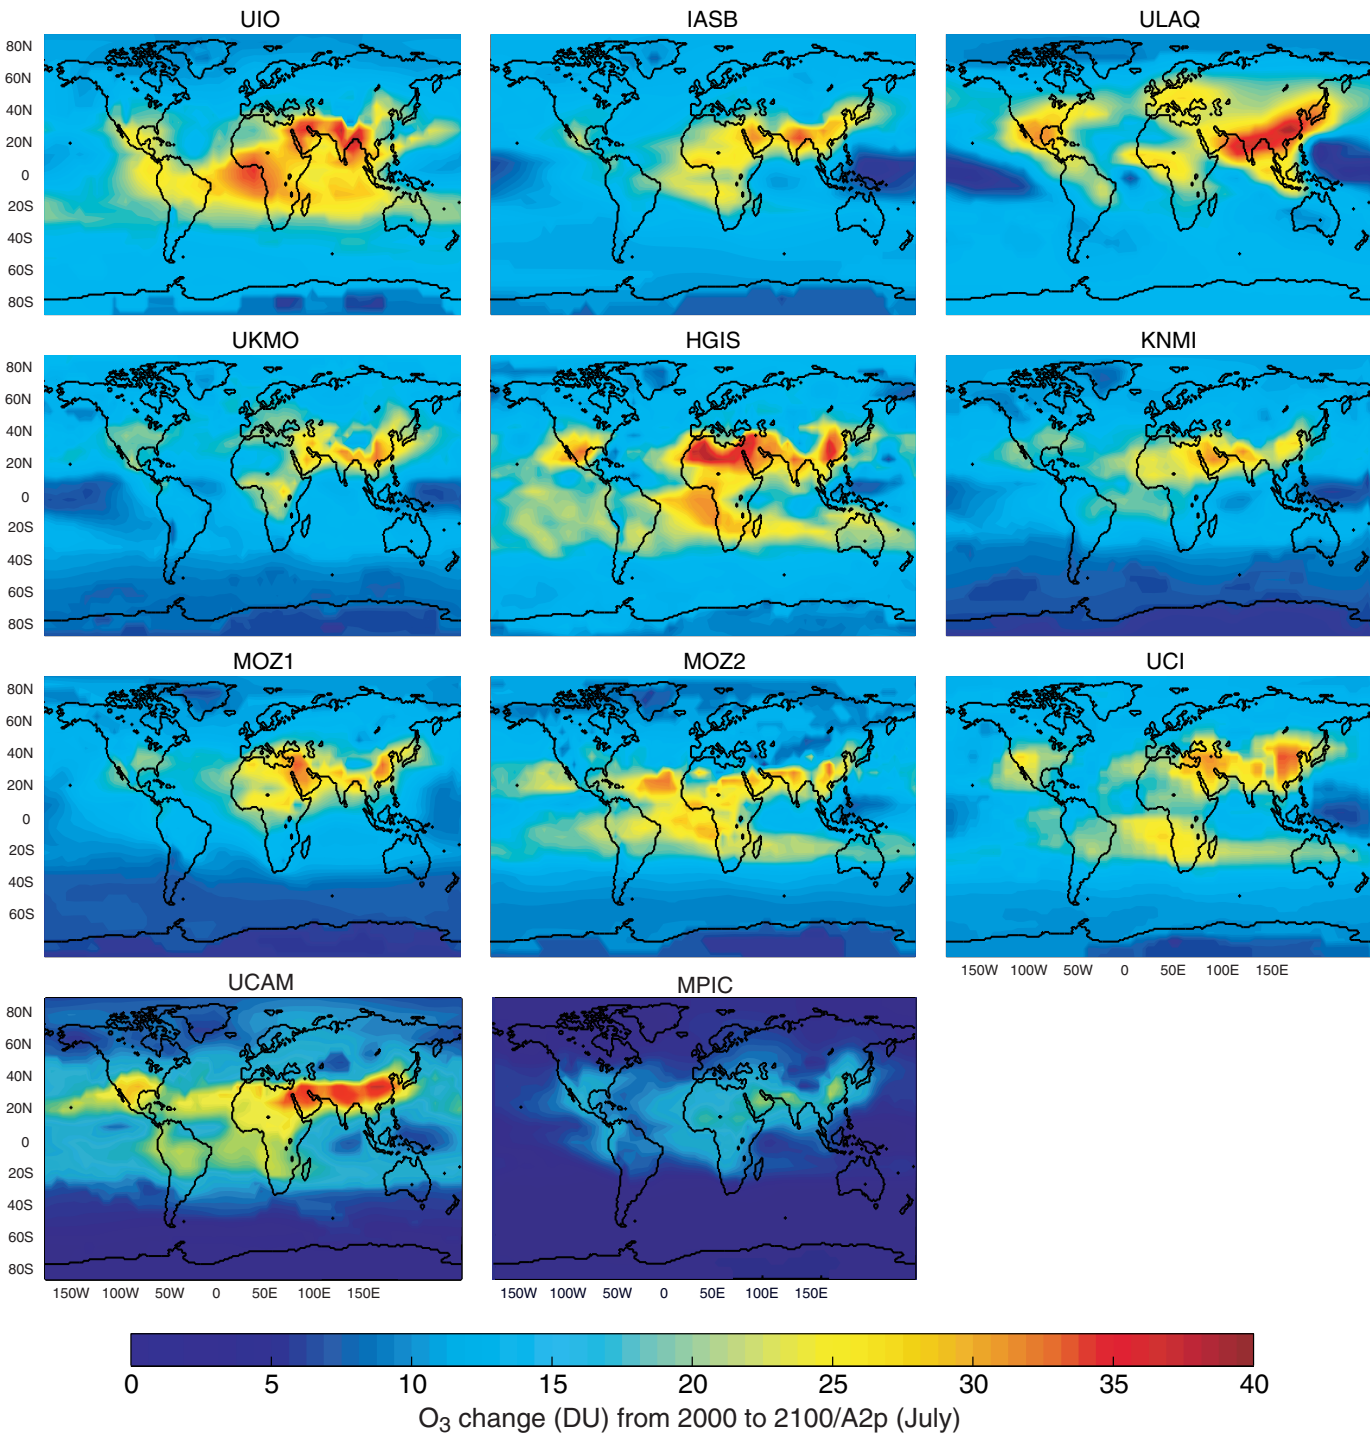 UIO IASB ULAQ
80N
60N
40N
20N
0
20S
40S
60S
80S
UKMO HGIS KNMI
80N
60N
40N
20N
0
20S
40S
60S
80S
MOZ1 MOZ2 UCI
80N
60N
40N
20N
0
20S
40S
60S
150W 100W 50W 0 50E 100E 150E
UCAM MPIC
80N
60N
40N
20N
0
20S
40S
60S
80S
150W 100W 50W 0 50E 100E 150E 150W 100W 50W 0 50E 100E 150E
0 5 10 15 20 25 30 35 40
O3 change (DU) from 2000 to 2100/A2p (July)